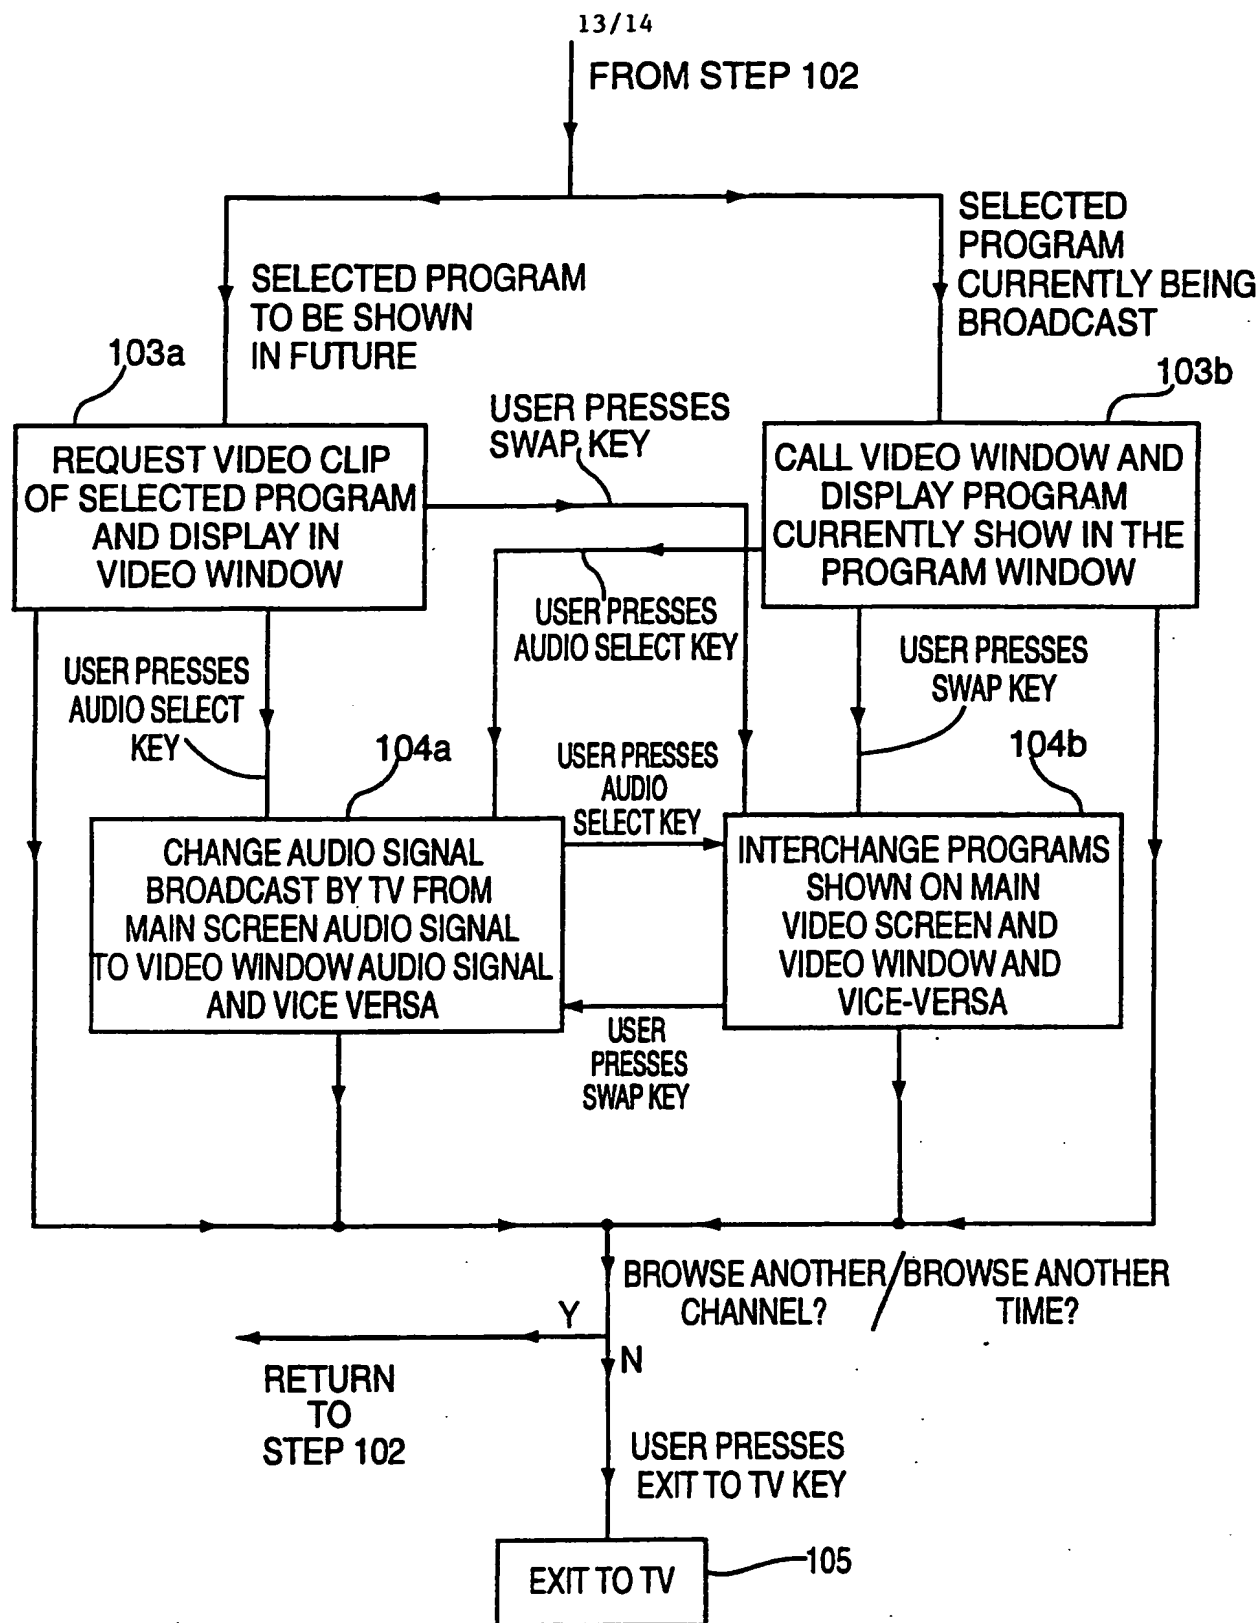 13/14
FROM STEP 102
SELECTED
PROGRAM
CURRENTLY BEING
BROADCAST
SELECTED PROGRAM
TO BE SHOWN
IN FUTURE
103a
103b
USER PRESSES
SWAP KEY
REQUEST VIDEO CLIP
OF SELECTED PROGRAM
AND DISPLAY IN
VIDEO WINDOW
CALL VIDEO WINDOW AND
DISPLAY PROGRAM
CURRENTLY SHOW IN THE
PROGRAM WINDOW
USER PRESSES
AUDIO SELECT KEY
USER PRESSES
AUDIO SELECT
KEY
USER PRESSES
SWAP KEY
104a
USER PRESSES
AUDIO
SELECT KEY
104b
CHANGE AUDIO SIGNAL
BROADCAST BY TV FROM
MAIN SCREEN AUDIO SIGNAL
TO VIDEO WINDOW AUDIO SIGNAL
AND VICE VERSA
INTERCHANGE PROGRAMS
SHOWN ON MAIN
VIDEO SCREEN AND
VIDEO WINDOW AND
VICE-VERSA
USER
PRESSES
SWAP KEY
BROWSE ANOTHER
CHANNEL?
/
BROWSE ANOTHER
TIME?
Y
N
RETURN
TO
STEP 102
USER PRESSES
EXIT TO TV KEY
EXIT TO TV
105